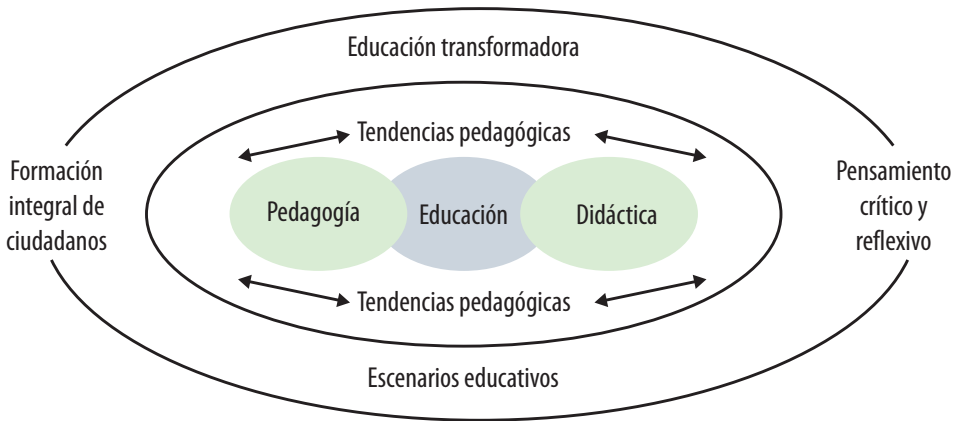 Educación transformadora
Tendencias pedagógicas
Formación
integral de
ciudadanos
Pedagogía
Educación
Didáctica
Pensamiento
crítico y
reflexivo
Tendencias pedagógicas
Escenarios educativos